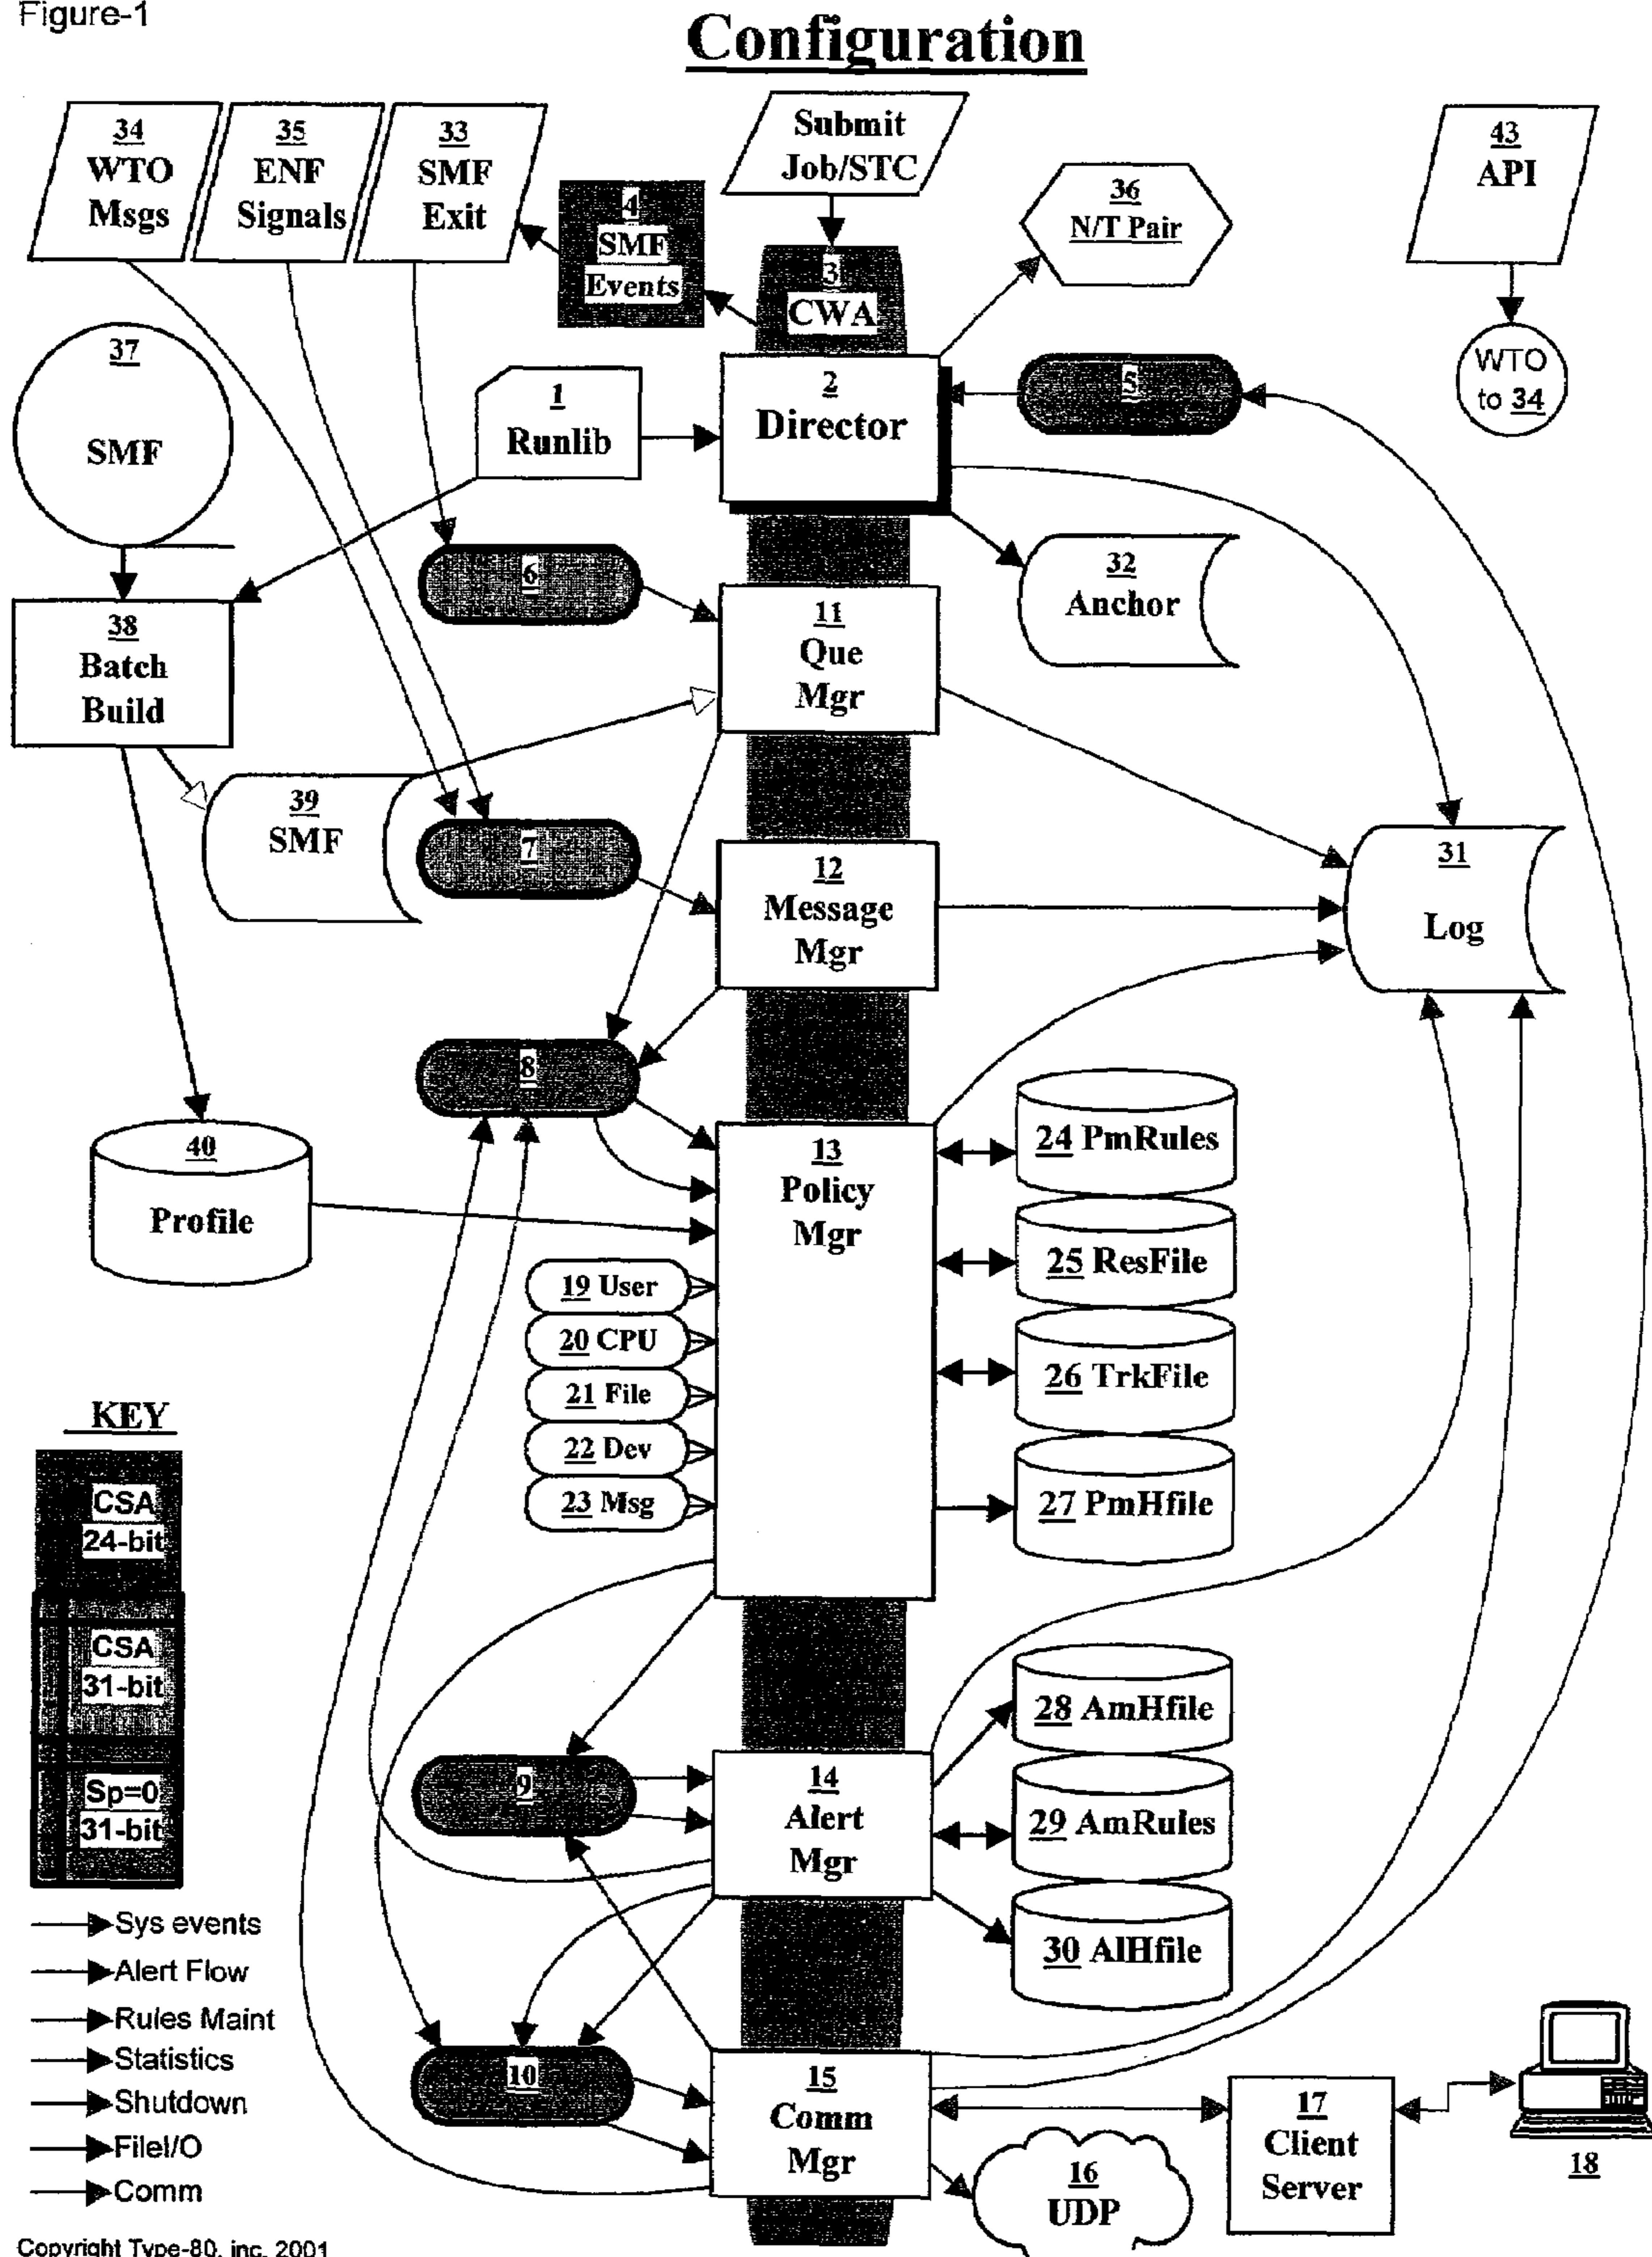 Figure-1
Configuration
34
WTO
Msgs
35
ENF
Signals
33
SMF
Exit
4
SMF
Events
Submit
Job/STC
3
CWA
36
N/T Pair
43
API
WTO
to 34
37
SMF
1
Runlib
2
Director
5
6
32
Anchor
38
Batch
Build
11
Que
Mgr
39
SMF
7
12
Message
Mgr
31
Log
8
40
Profile
13
Policy
Mgr
24 PmRules
25 ResFile
26 TrkFile
27 PmHfile
19 User
20 CPU
21 File
22 Dev
23 Msg
KEY
CSA
24-bit
CSA
31-bit
Sp=0
31-bit
Sys events
Alert Flow
Rules Maint
Statistics
Shutdown
FileI/O
Comm
9
14
Alert
Mgr
28 AmHfile
29 AmRules
30 AlHfile
10
15
Comm
Mgr
16
UDP
17
Client
Server
18
Copyright Type-80, inc. 2001